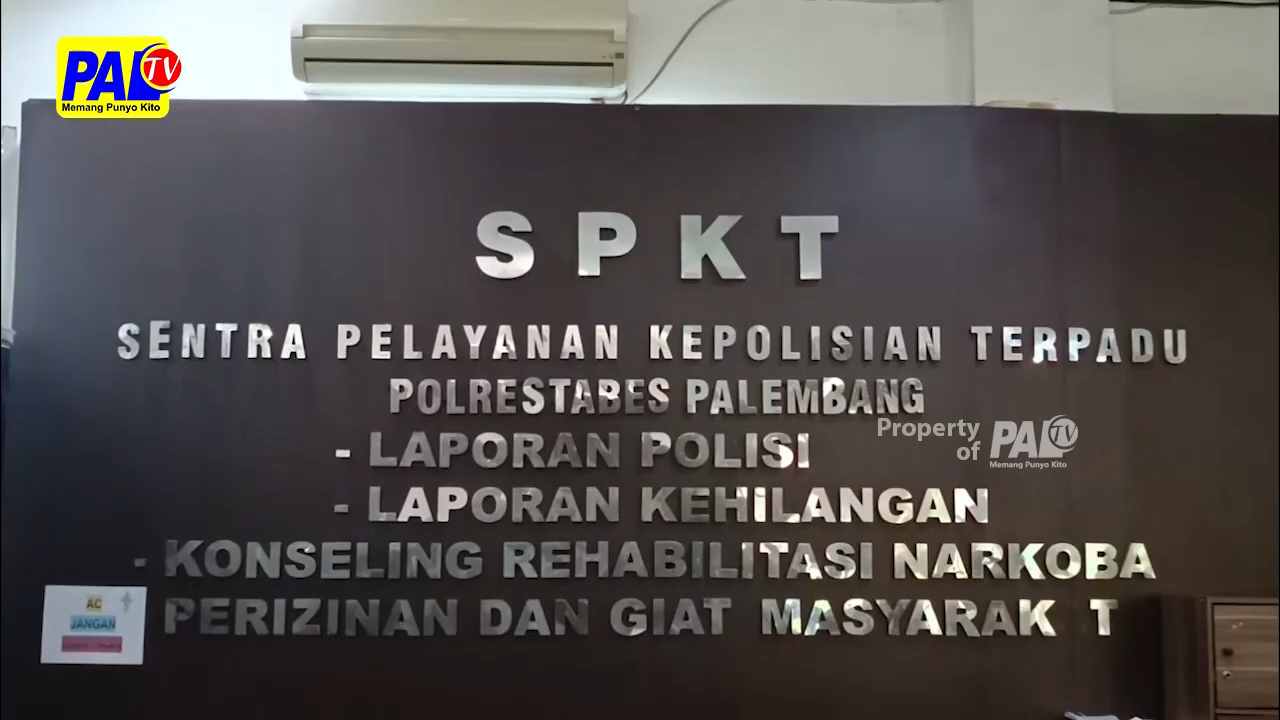 PAL TV
Memang Punyo Kito
S P K T
SENTRA PELAYANAN KEPOLISIAN TERPADU
POLRESTABES PALEMBANG
- LAPORAN POLISI
Property of PAL TV
Memang Punyo Kito
- LAPORAN KEHiLANGAN
- KONSELING REHABILITASI NARKOBA
PERIZINAN DAN GIAT MASYARAK T
AC
JANGAN